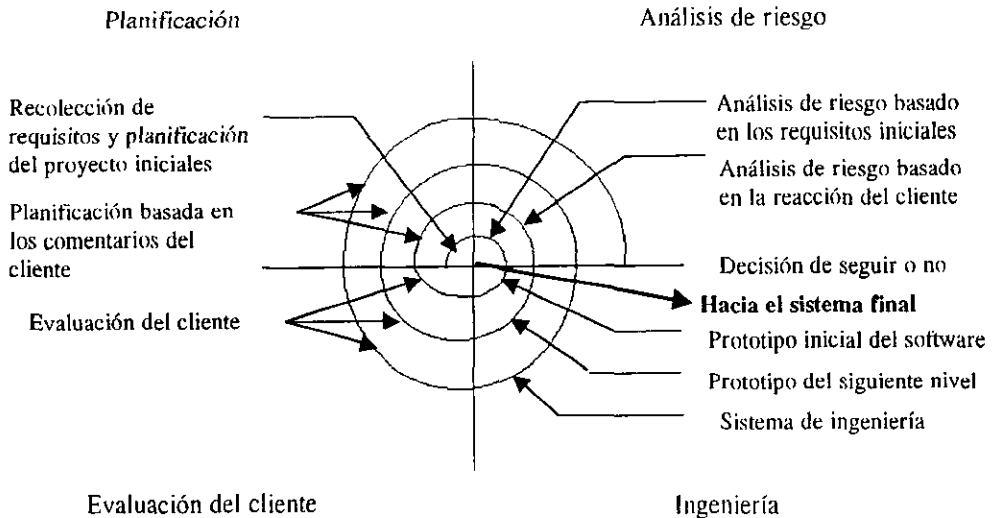 Planificación
Análisis de riesgo
Recolección de
requisitos y planificación
del proyecto iniciales
Planificación basada en
los comentarios del
cliente
Evaluación del cliente
Análisis de riesgo basado
en los requisitos iniciales
Análisis de riesgo basado
en la reacción del cliente
Decisión de seguir o no
Hacia el sistema final
Prototipo inicial del software
Prototipo del siguiente nivel
Sistema de ingeniería
Evaluación del cliente
Ingeniería